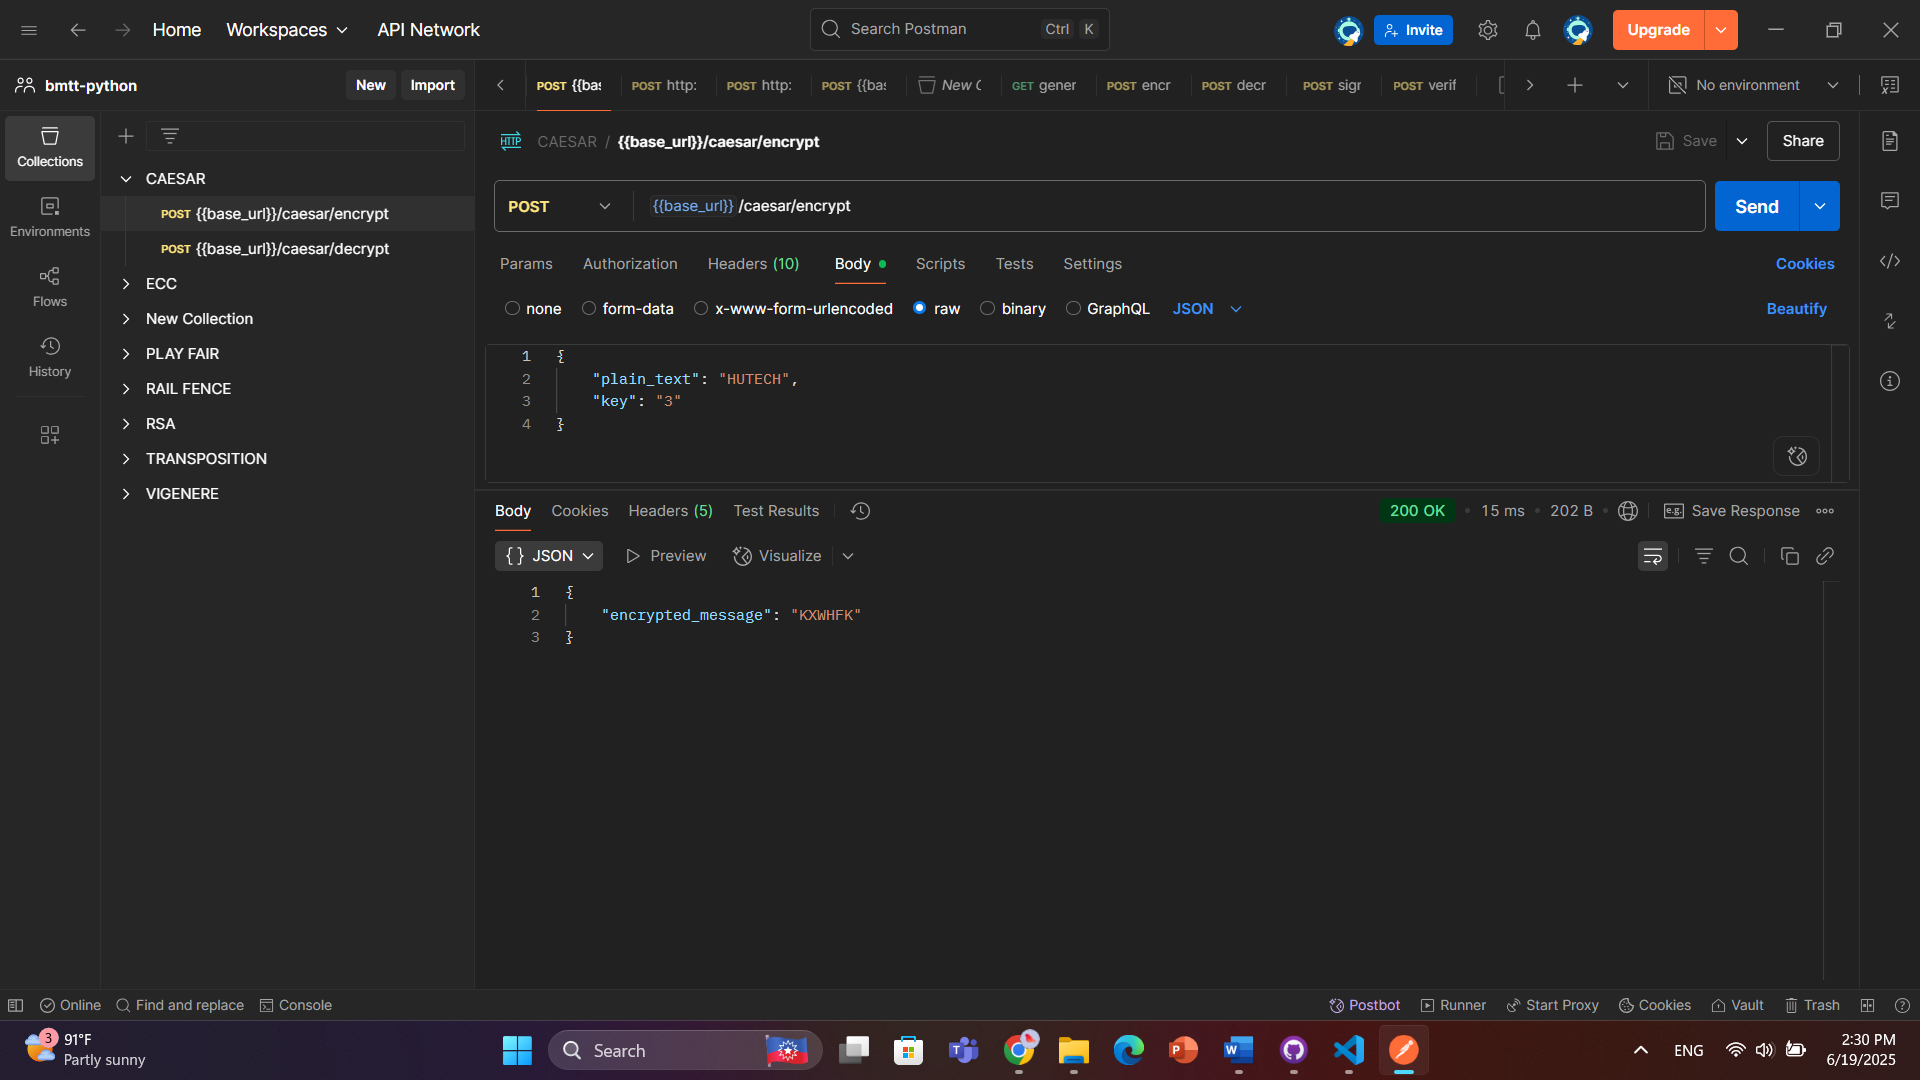 Home Workspaces API Network Search Postman Ctrl K Invite Upgrade
bmtt-python New Import POST {{bas POST http: POST http: POST {{bas New C GET gener POST encr POST decr POST sigr POST verif No environment
Collections
Environments
Flows
History
CAESAR
POST {{base_url}}/caesar/encrypt
POST {{base_url}}/caesar/decrypt
ECC
New Collection
PLAY FAIR
RAIL FENCE
RSA
TRANSPOSITION
VIGENERE
HTTP CAESAR / {{base_url}}/caesar/encrypt Save Share
POST {{base_url}} /caesar/encrypt Send
Params Authorization Headers (10) Body Scripts Tests Settings Cookies
none form-data x-www-form-urlencoded raw binary GraphQL JSON Beautify
1 {
2 "plain_text": "HUTECH",
3 "key": "3"
4 }
Body Cookies Headers (5) Test Results 200 OK • 15 ms • 202 B • e.g. Save Response
{} JSON Preview Visualize
1 {
2 "encrypted_message": "KXWHFK"
3 }
Online Find and replace Console Postbot Runner Start Proxy Cookies Vault Trash
3 91°F
Partly sunny
Search
ENG
2:30 PM
6/19/2025